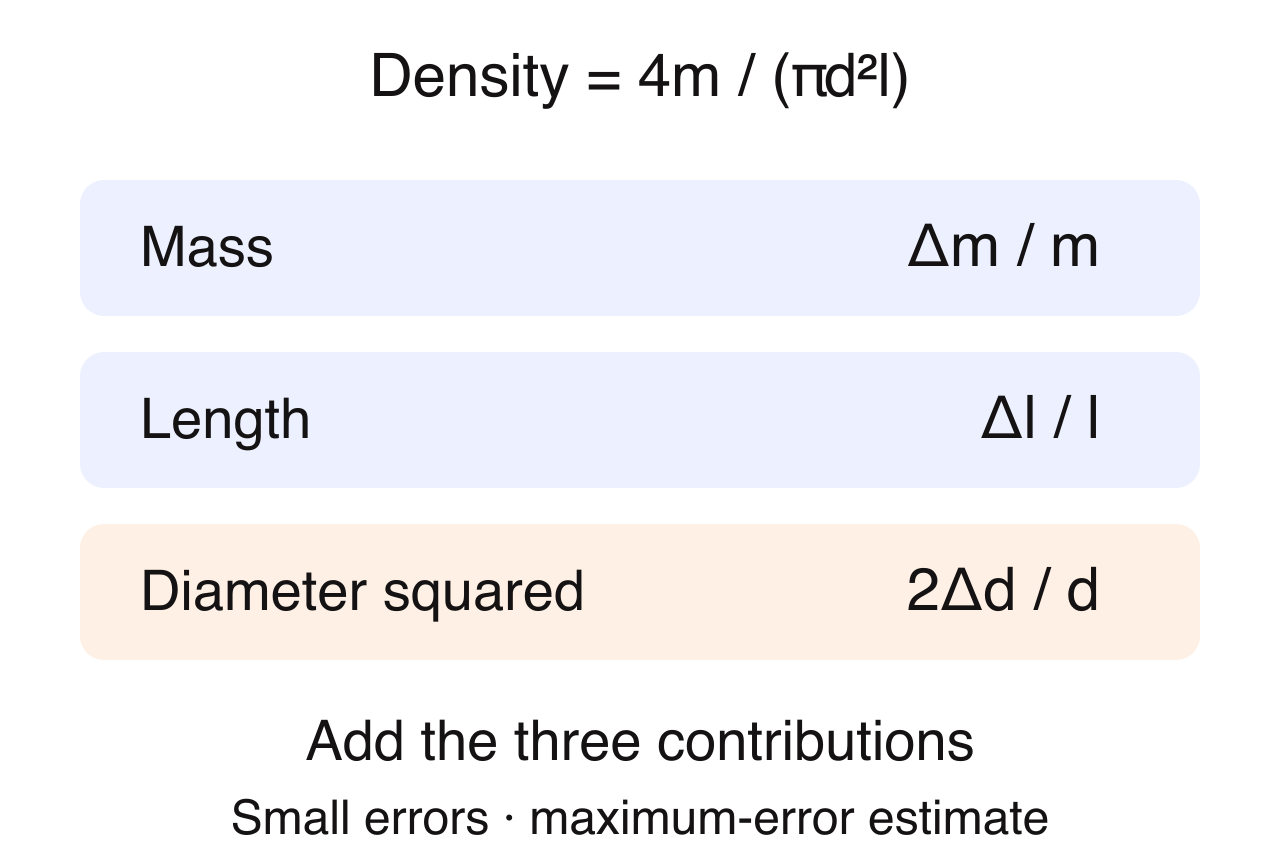 Density = 4m / (πd²l)
Mass Δm / m
Length Δl / l
Diameter squared 2Δd / d
Add the three contributions
Small errors · maximum-error estimate